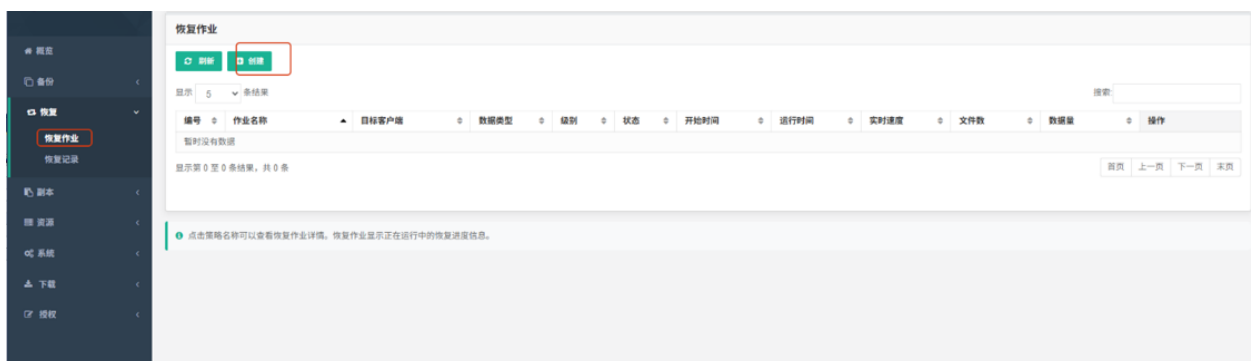 恢复作业
概览
刷新 创建
备份
显示 5 条结果 搜索:
恢复
编号 作业名称 目标客户端 数据类型 级别 状态 开始时间 运行时间 实时速度 文件数 数据量 操作
恢复作业
暂时没有数据
恢复记录
显示第 0 至 0 条结果,共 0 条 首页 上一页 下一页 末页
副本
资源
点击策略名称可以查看恢复作业详情。恢复作业显示正在运行中的恢复进度信息。
系统
下载
授权